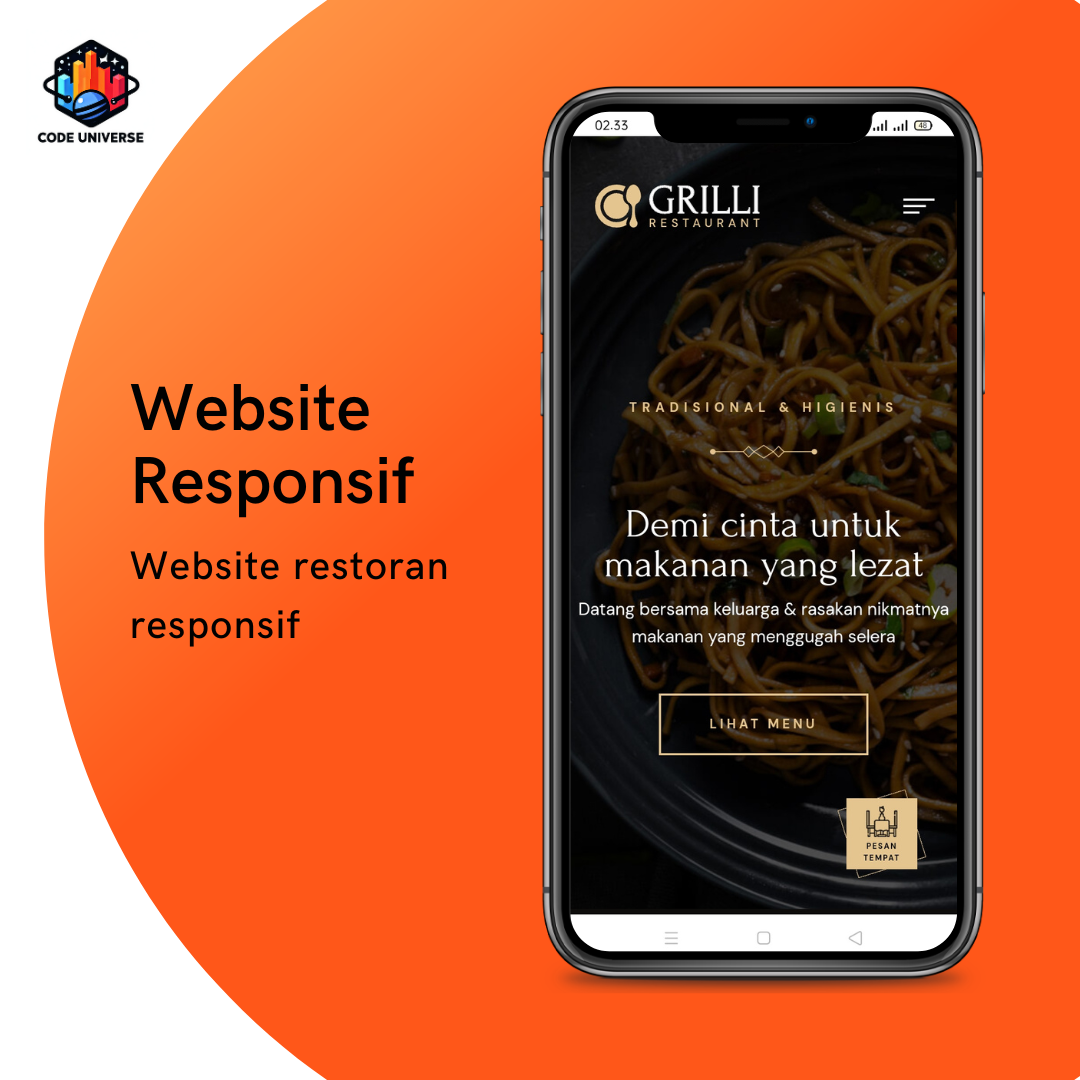 CODE UNIVERSE
Website
Responsif
Website restoran
responsif
02.33
48
GRILLI
RESTAURANT
TRADISIONAL & HIGIENIS
Demi cinta untuk
makanan yang lezat
Datang bersama keluarga & rasakan nikmatnya
makanan yang menggugah selera
LIHAT MENU
PESAN
TEMPAT